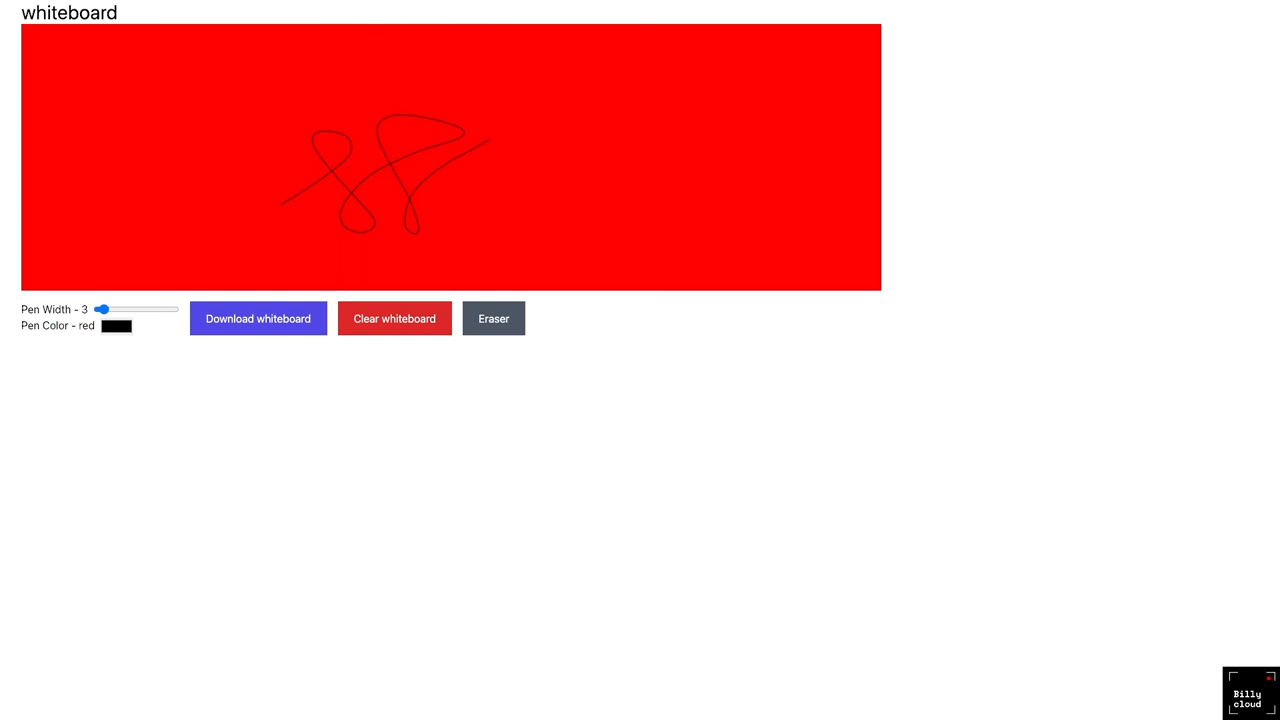 whiteboard
Pen Width - 3
Pen Color - red
Download whiteboard
Clear whiteboard
Eraser
Billy
cloud